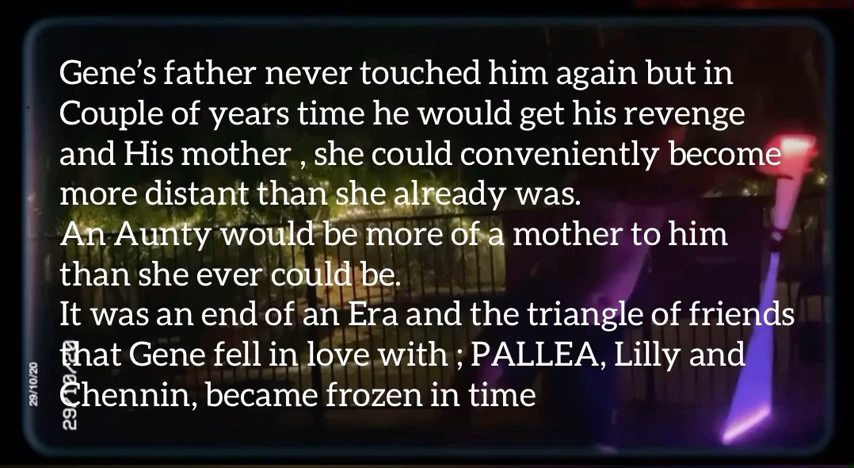 Gene’s father never touched him again but in
Couple of years time he would get his revenge
and His mother , she could conveniently become
more distant than she already was.
An Aunty would be more of a mother to him
than she ever could be.
It was an end of an Era and the triangle of friends
that Gene fell in love with ; PALLEA, Lilly and
Chennin, became frozen in time
29/10/20